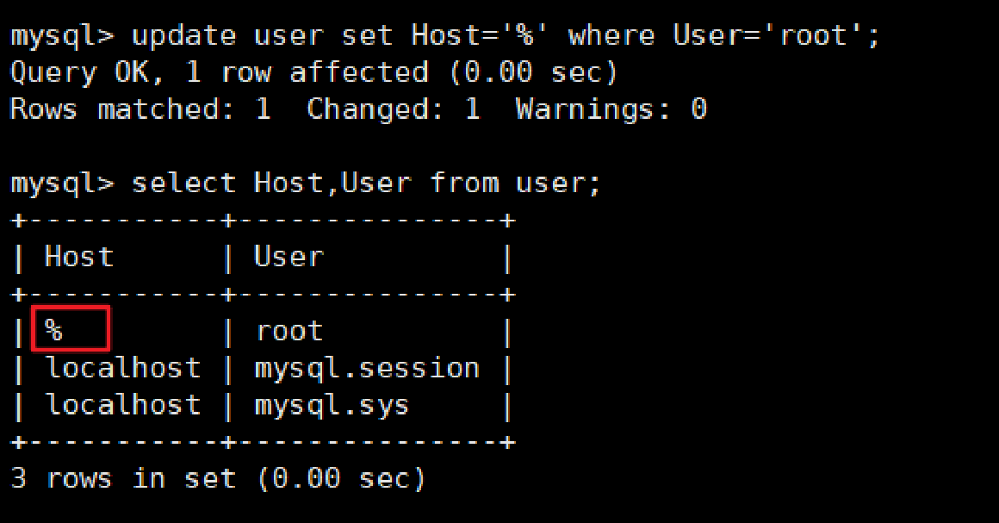 mysql> update user set Host='%' where User='root';
Query OK, 1 row affected (0.00 sec)
Rows matched: 1  Changed: 1  Warnings: 0
mysql> select Host,User from user;
+-----------+---------------+
| Host      | User          |
+-----------+---------------+
| %         | root          |
| localhost | mysql.session |
| localhost | mysql.sys     |
+-----------+---------------+
3 rows in set (0.00 sec)